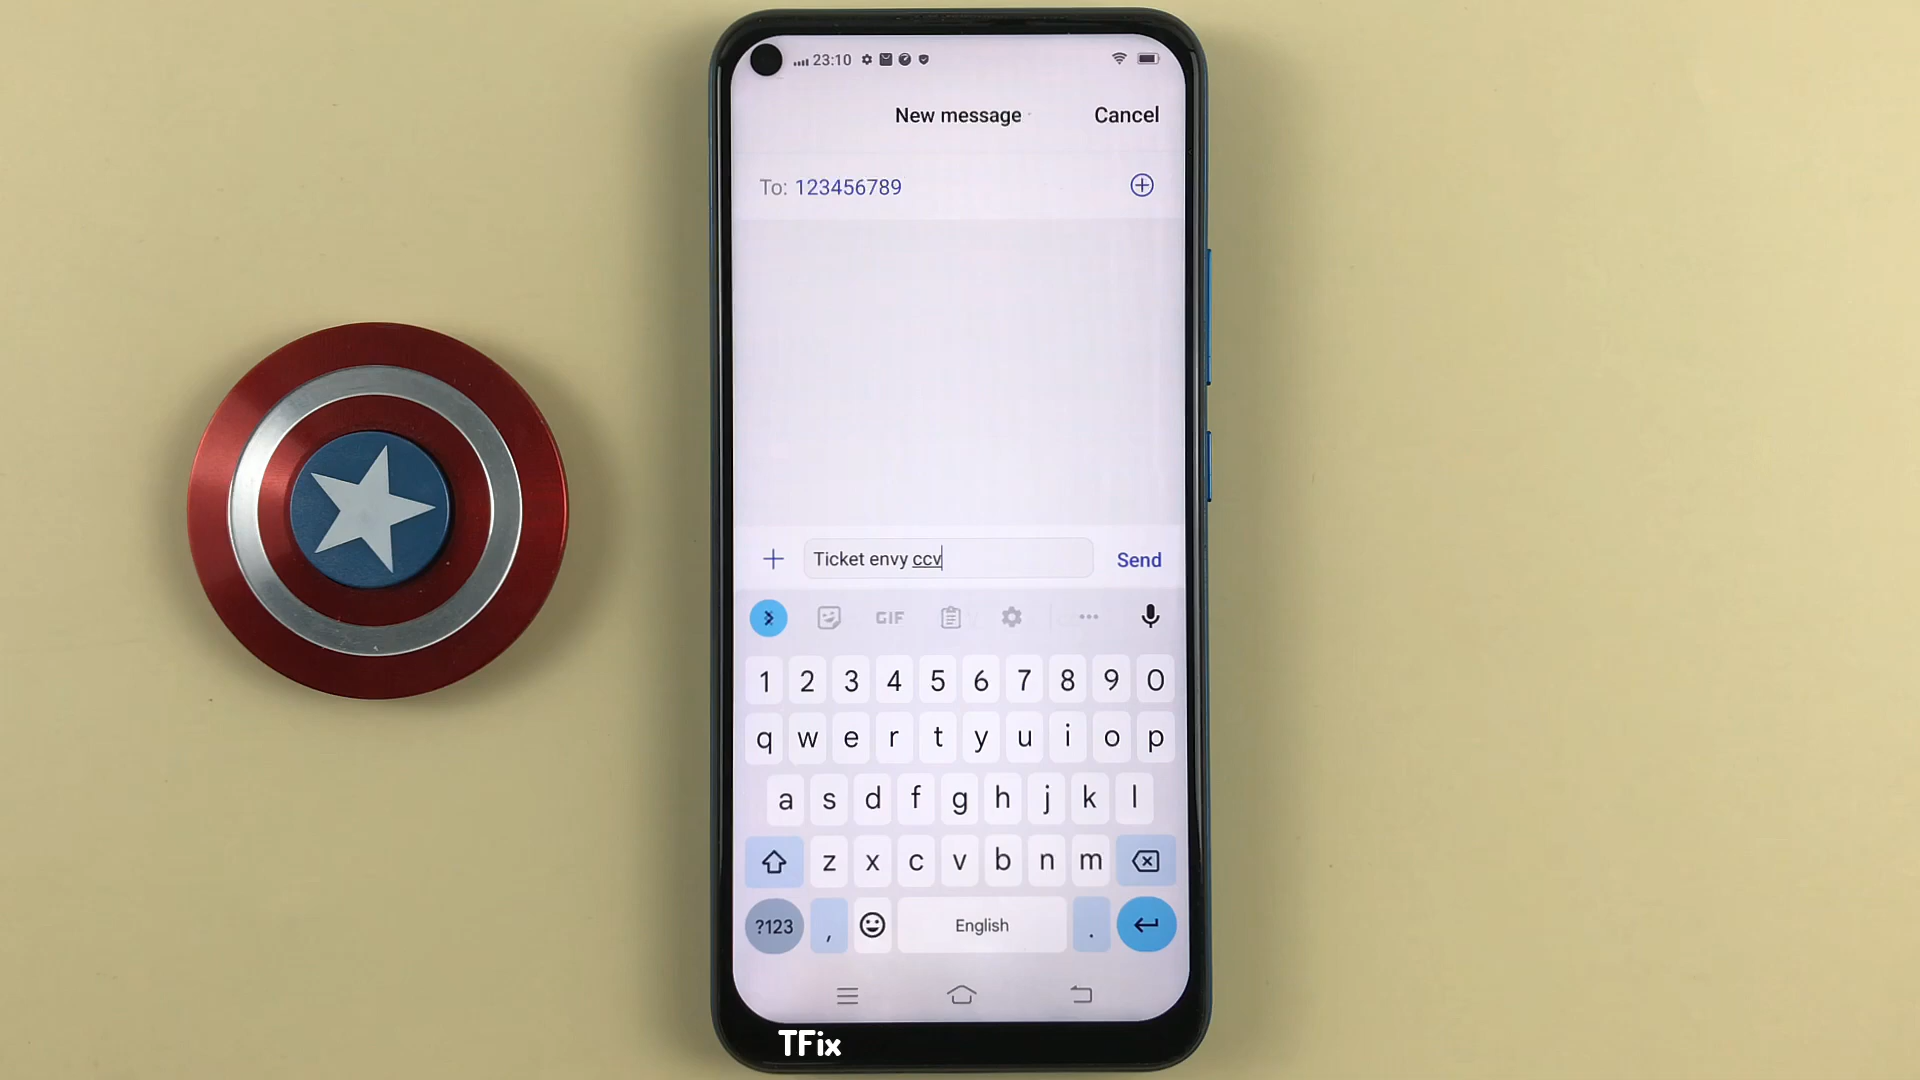 23:10
New message
Cancel
To: 123456789
Ticket envy ccv
Send
GIF
1 2 3 4 5 6 7 8 9 0
q w e r t y u i o p
a s d f g h j k l
z x c v b n m
?123 , English .
TFix